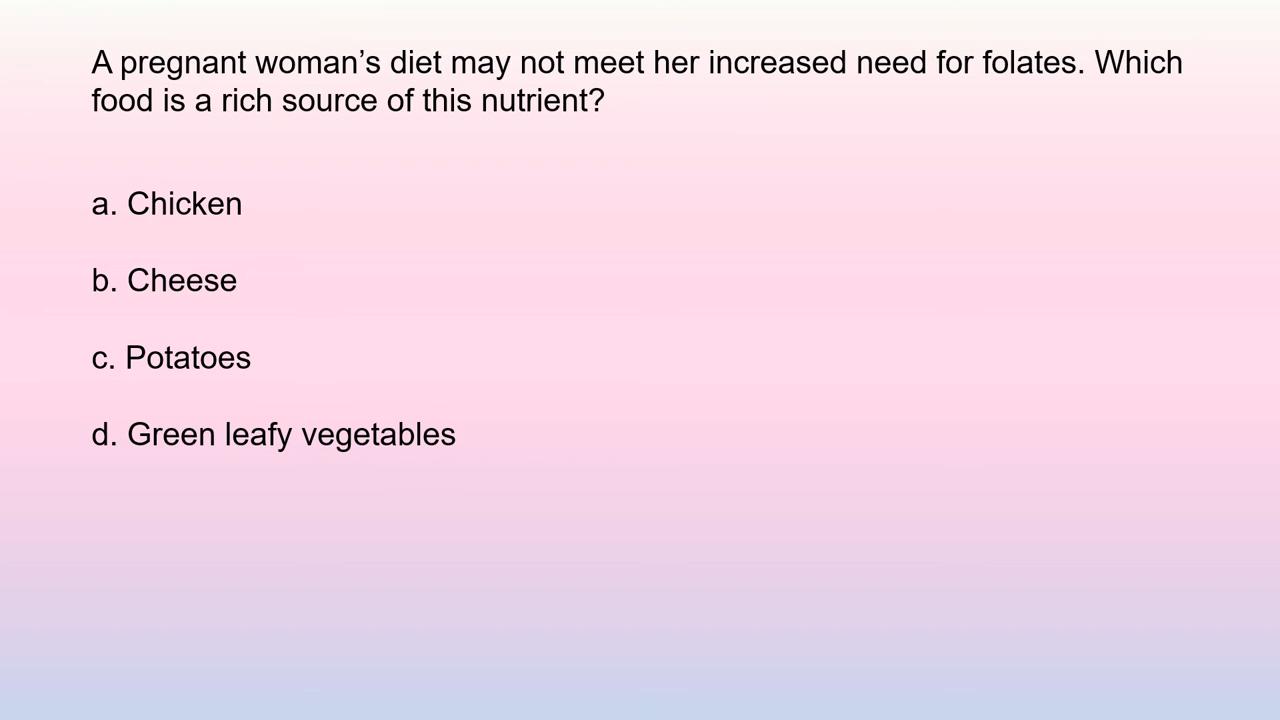 A pregnant woman’s diet may not meet her increased need for folates. Which
food is a rich source of this nutrient?
a. Chicken
b. Cheese
c. Potatoes
d. Green leafy vegetables